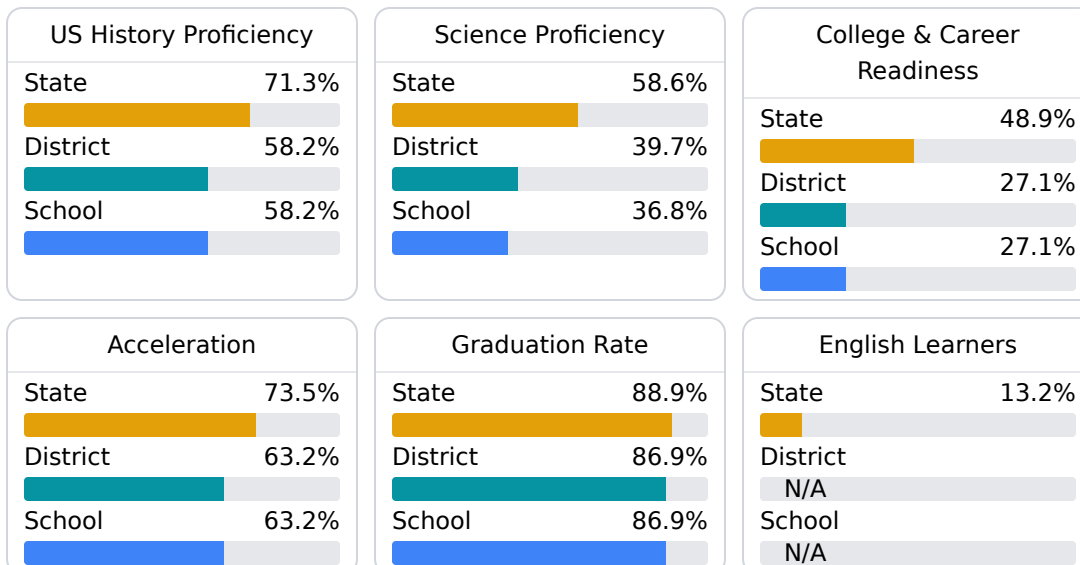 US History Proficiency
State 71.3%
District 58.2%
School 58.2%
Science Proficiency
State 58.6%
District 39.7%
School 36.8%
College & Career
Readiness
State 48.9%
District 27.1%
School 27.1%
Acceleration
State 73.5%
District 63.2%
School 63.2%
Graduation Rate
State 88.9%
District 86.9%
School 86.9%
English Learners
State 13.2%
District
N/A
School
N/A